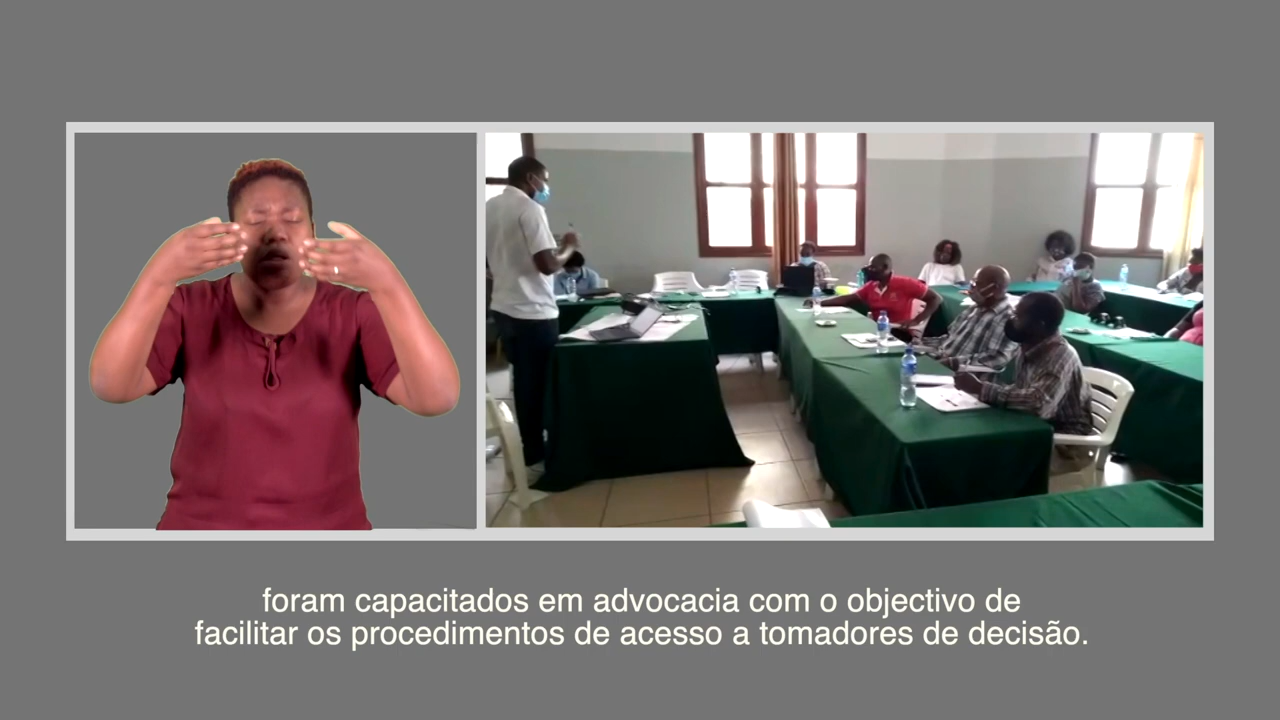 foram capacitados em advocacia com o objectivo de
facilitar os procedimentos de acesso a tomadores de decisão.